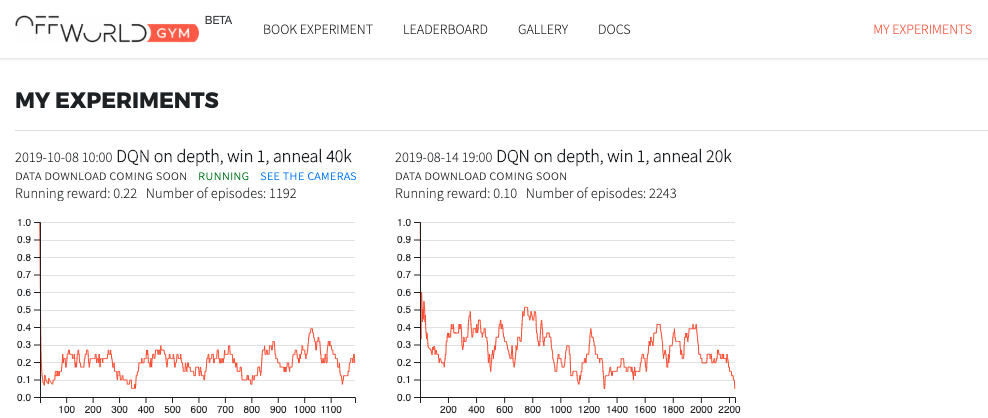 OFFWORLD GYM BETA BOOK EXPERIMENT LEADERBOARD GALLERY DOCS MY EXPERIMENTS
MY EXPERIMENTS
2019-10-08 10:00 DQN on depth, win 1, anneal 40k
DATA DOWNLOAD COMING SOON RUNNING SEE THE CAMERAS
Running reward: 0.22 Number of episodes: 1192
1.0
0.9
0.8
0.7
0.6
0.5
0.4
0.3
0.2
0.1
0.0
100 200 300 400 500 600 700 800 900 1000 1100
2019-08-14 19:00 DQN on depth, win 1, anneal 20k
DATA DOWNLOAD COMING SOON
Running reward: 0.10 Number of episodes: 2243
1.0
0.9
0.8
0.7
0.6
0.5
0.4
0.3
0.2
0.1
0.0
200 400 600 800 1000 1200 1400 1600 1800 2000 2200